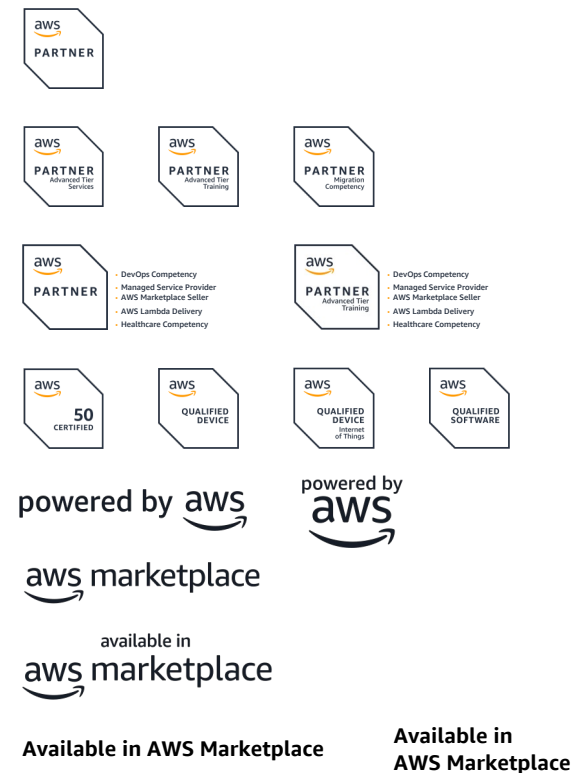 aws
PARTNER
aws
PARTNER
Advanced Tier
Services
aws
PARTNER
Advanced Tier
Training
aws
PARTNER
Migration
Competency
aws
PARTNER
• DevOps Competency
• Managed Service Provider
• AWS Marketplace Seller
• AWS Lambda Delivery
• Healthcare Competency
aws
PARTNER
Advanced Tier
Training
• DevOps Competency
• Managed Service Provider
• AWS Marketplace Seller
• AWS Lambda Delivery
• Healthcare Competency
aws
50
CERTIFIED
aws
QUALIFIED
DEVICE
aws
QUALIFIED
DEVICE
Internet
of Things
aws
QUALIFIED
SOFTWARE
powered by aws
powered by
aws
aws marketplace
available in
aws marketplace
Available in AWS Marketplace
Available in
AWS Marketplace